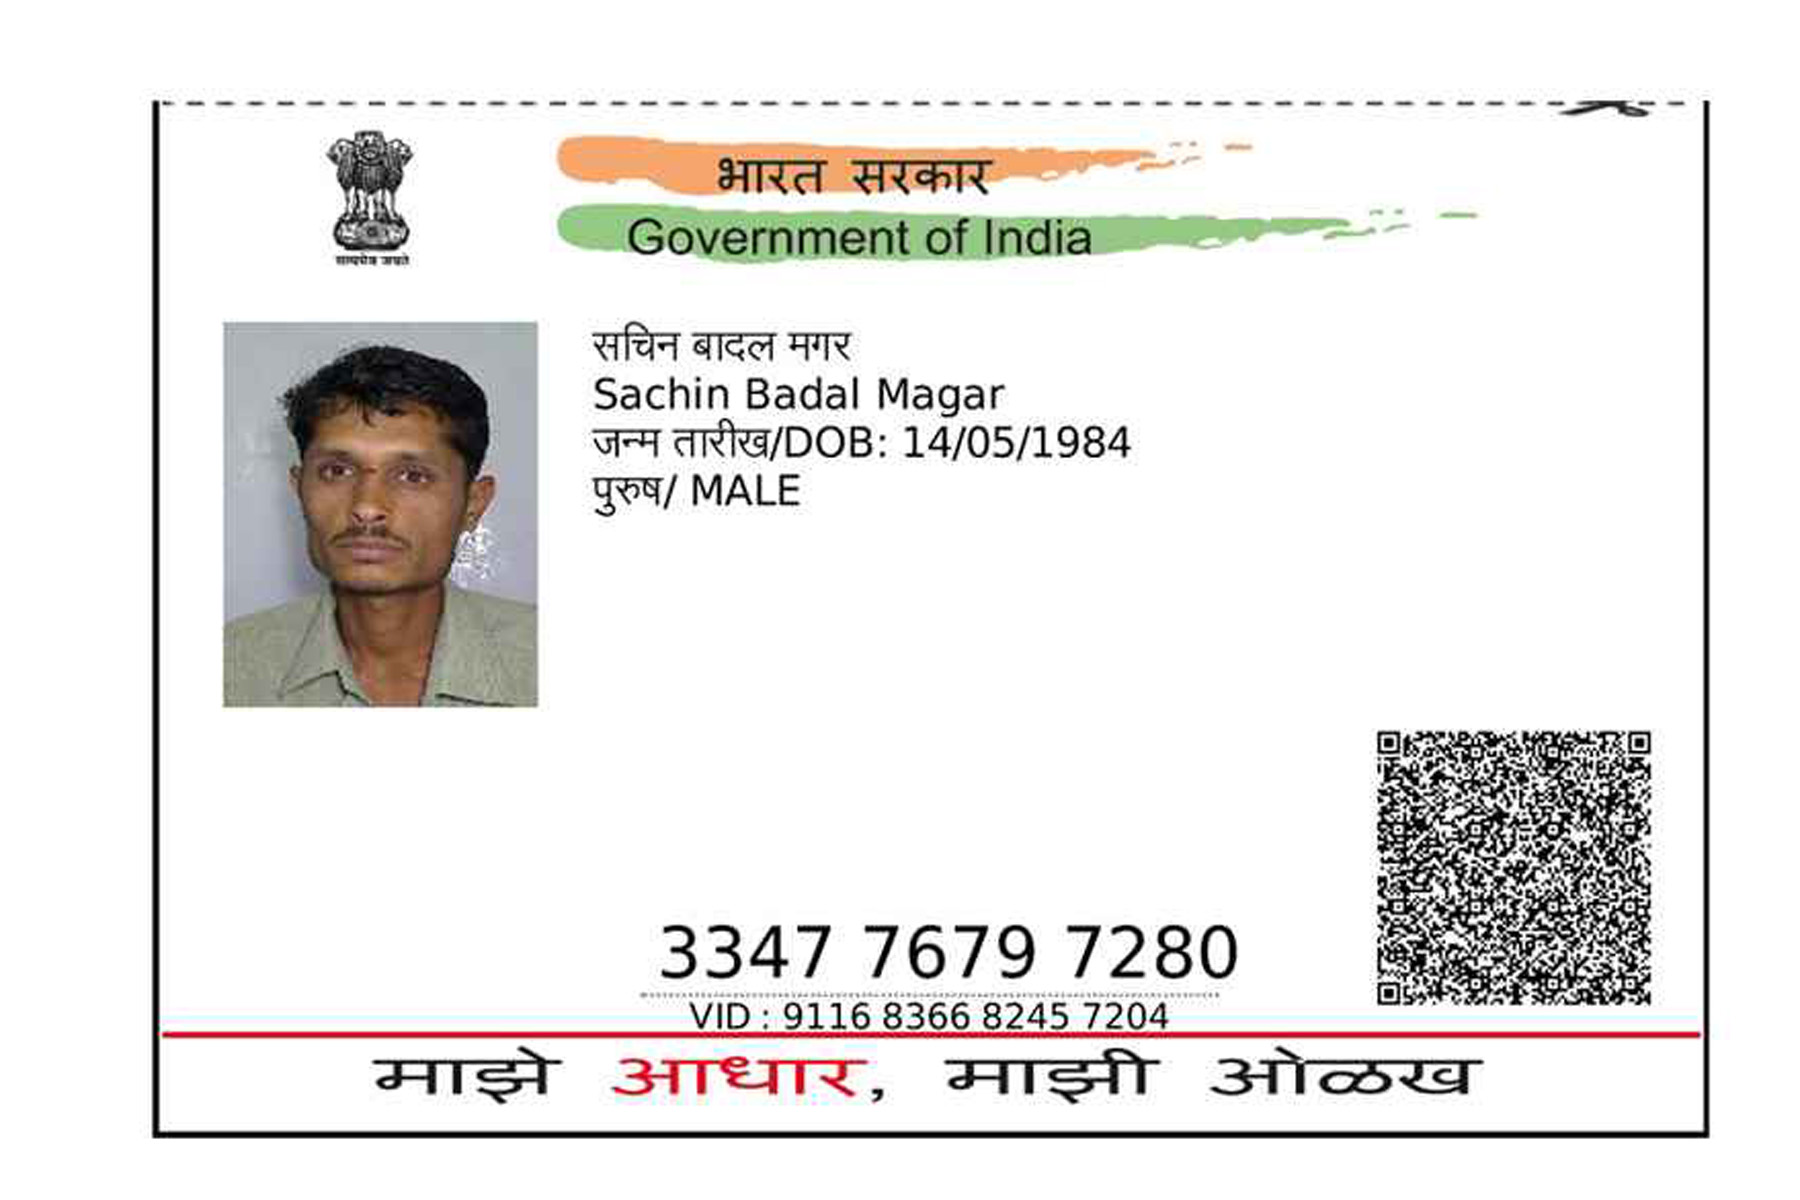 भारत सरकार
Government of India
सत्यमेव जयते
सचिन बादल मगर
Sachin Badal Magar
जन्म तारीख/DOB: 14/05/1984
पुरुष/ MALE
3347 7679 7280
VID : 9116 8366 8245 7204
माझे आधार, माझी ओळख